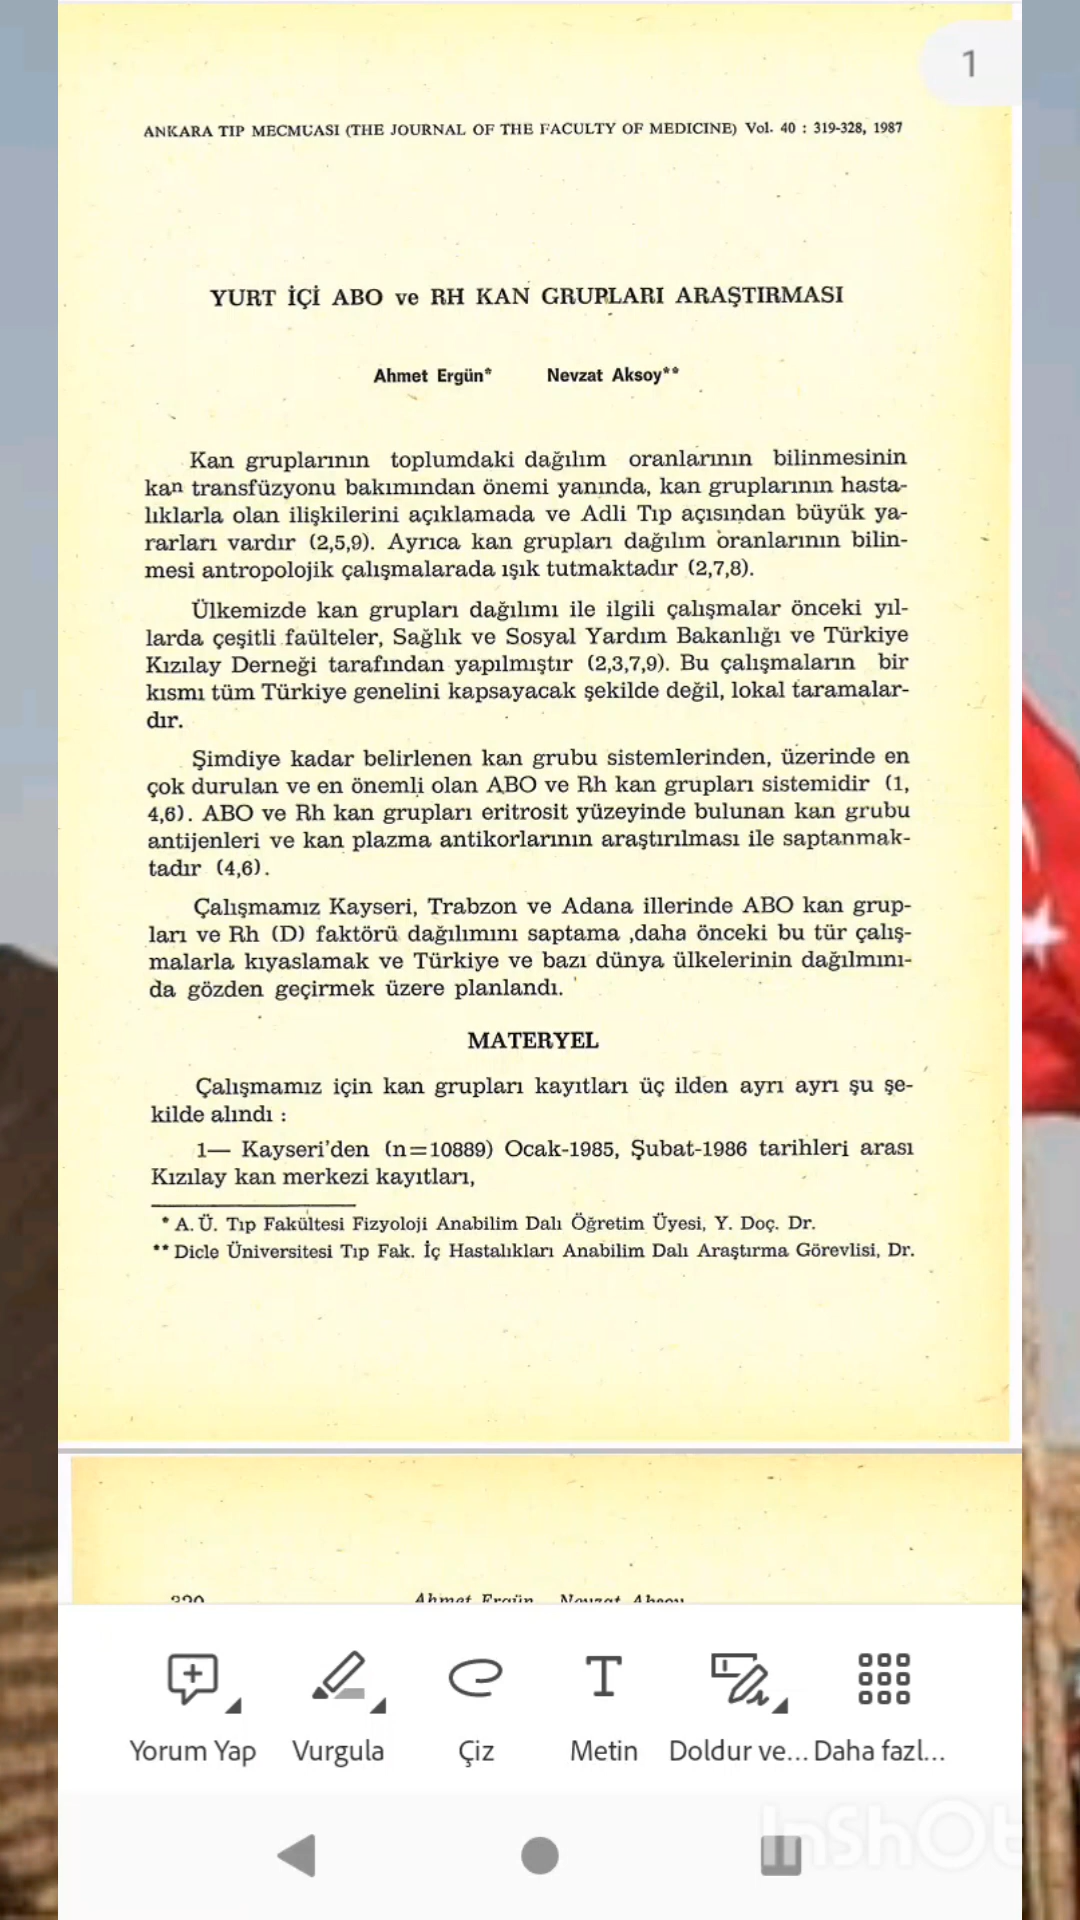 1
ANKARA TIP MECMUASI (THE JOURNAL OF THE FACULTY OF MEDICINE) Vol. 40 : 319-328, 1987
YURT İÇİ ABO ve RH KAN GRUPLARI ARAŞTIRMASI
Ahmet Ergün* Nevzat Aksoy**
Kan gruplarının toplumdaki dağılım oranlarının bilinmesinin
kan transfüzyonu bakımından önemi yanında, kan gruplarının hasta-
lıklarla olan ilişkilerini açıklamada ve Adli Tıp açısından büyük ya-
rarları vardır (2,5,9). Ayrıca kan grupları dağılım oranlarının bilin-
mesi antropolojik çalışmalarada ışık tutmaktadır (2,7,8).
Ülkemizde kan grupları dağılımı ile ilgili çalışmalar önceki yıl-
larda çeşitli faülteler, Sağlık ve Sosyal Yardım Bakanlığı ve Türkiye
Kızılay Derneği tarafından yapılmıştır (2,3,7,9). Bu çalışmaların bir
kısmı tüm Türkiye genelini kapsayacak şekilde değil, lokal taramalar-
dır.
Şimdiye kadar belirlenen kan grubu sistemlerinden, üzerinde en
çok durulan ve en önemli olan ABO ve Rh kan grupları sistemidir (1,
4,6). ABO ve Rh kan grupları eritrosit yüzeyinde bulunan kan grubu
antijenleri ve kan plazma antikorlarının araştırılması ile saptanmak-
tadır (4,6).
Çalışmamız Kayseri, Trabzon ve Adana illerinde ABO kan grup-
ları ve Rh (D) faktörü dağılımını saptama ,daha önceki bu tür çalış-
malarla kıyaslamak ve Türkiye ve bazı dünya ülkelerinin dağılmını-
da gözden geçirmek üzere planlandı.
MATERYEL
Çalışmamız için kan grupları kayıtları üç ilden ayrı ayrı şu şe-
kilde alındı :
1— Kayseri'den (n=10889) Ocak-1985, Şubat-1986 tarihleri arası
Kızılay kan merkezi kayıtları,
* A. Ü. Tıp Fakültesi Fizyoloji Anabilim Dalı Öğretim Üyesi, Y. Doç. Dr.
** Dicle Üniversitesi Tıp Fak. İç Hastalıkları Anabilim Dalı Araştırma Görevlisi, Dr.
320 Ahmet Ergün Nevzat Aksoy
Yorum Yap Vurgula Çiz Metin Doldur ve... Daha fazl...
InShOt